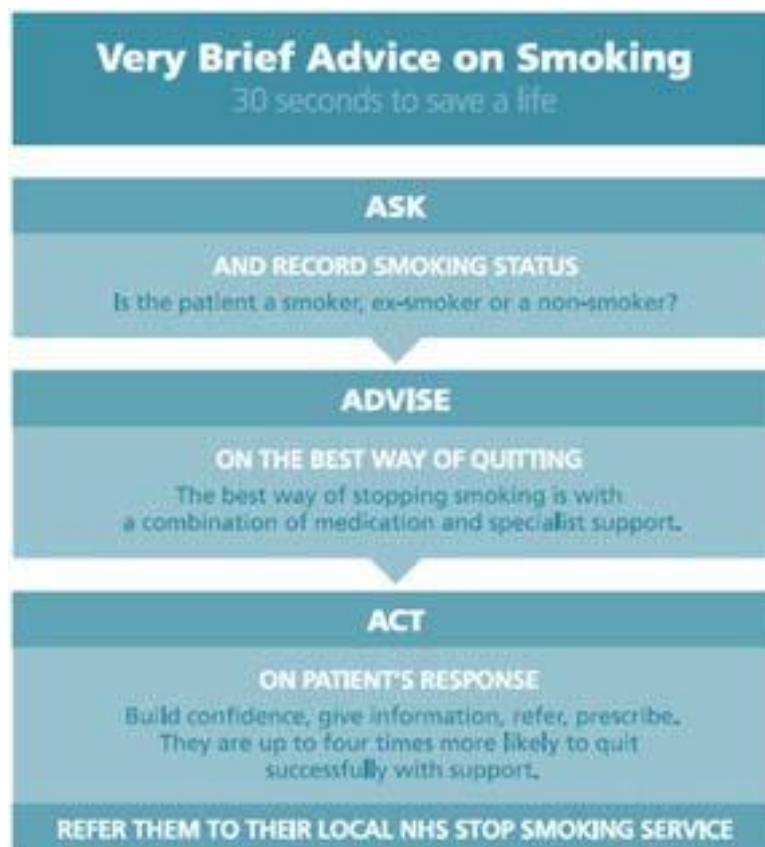 Very Brief Advice on Smoking
30 seconds to save a life
ASK
AND RECORD SMOKING STATUS
Is the patient a smoker, ex-smoker or a non-smoker?
ADVISE
ON THE BEST WAY OF QUITTING
The best way of stopping smoking is with
a combination of medication and specialist support.
ACT
ON PATIENT'S RESPONSE
Build confidence, give information, refer, prescribe.
They are up to four times more likely to quit
successfully with support.
REFER THEM TO THEIR LOCAL NHS STOP SMOKING SERVICE